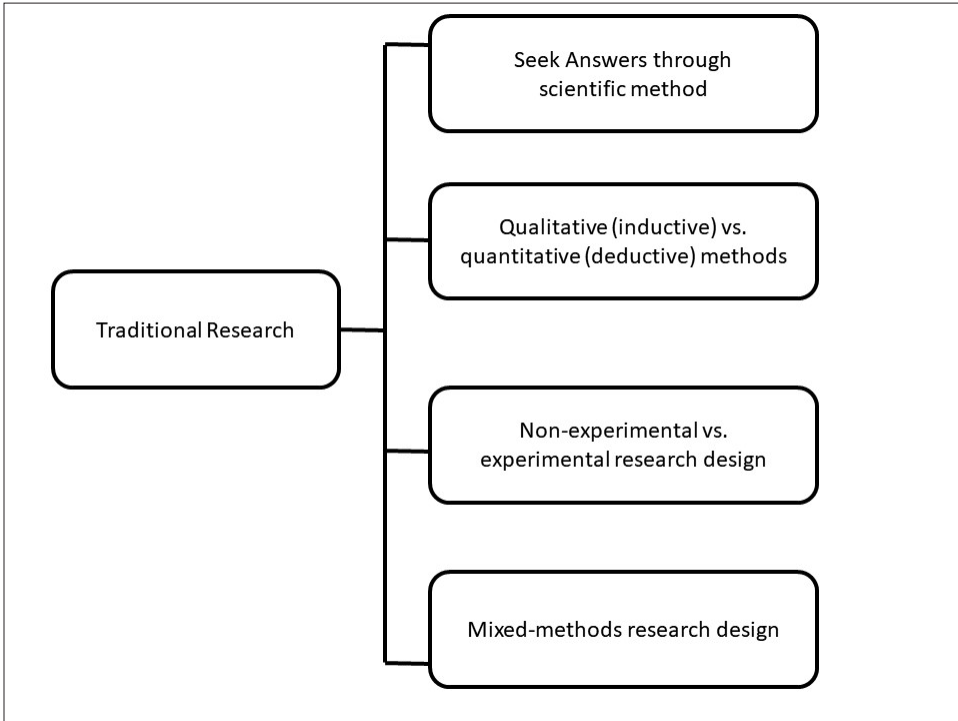 Seek Answers through
scientific method
Qualitative (inductive) vs.
quantitative (deductive) methods
Traditional Research
Non-experimental vs.
experimental research design
Mixed-methods research design